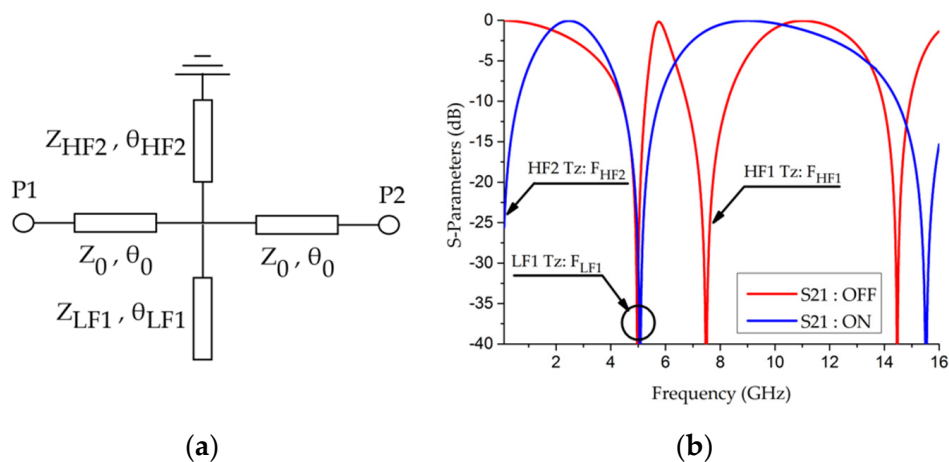 Z_HF2 , θ_HF2
P1
P2
Z_0 , θ_0
Z_0 , θ_0
Z_LF1 , θ_LF1
(a)
S-Parameters (dB)
0
-5
-10
-15
-20
-25
-30
-35
-40
HF2 Tz: F_HF2
HF1 Tz: F_HF1
LF1 Tz: F_LF1
S21 : OFF
S21 : ON
2
4
6
8
10
12
14
16
Frequency (GHz)
(b)